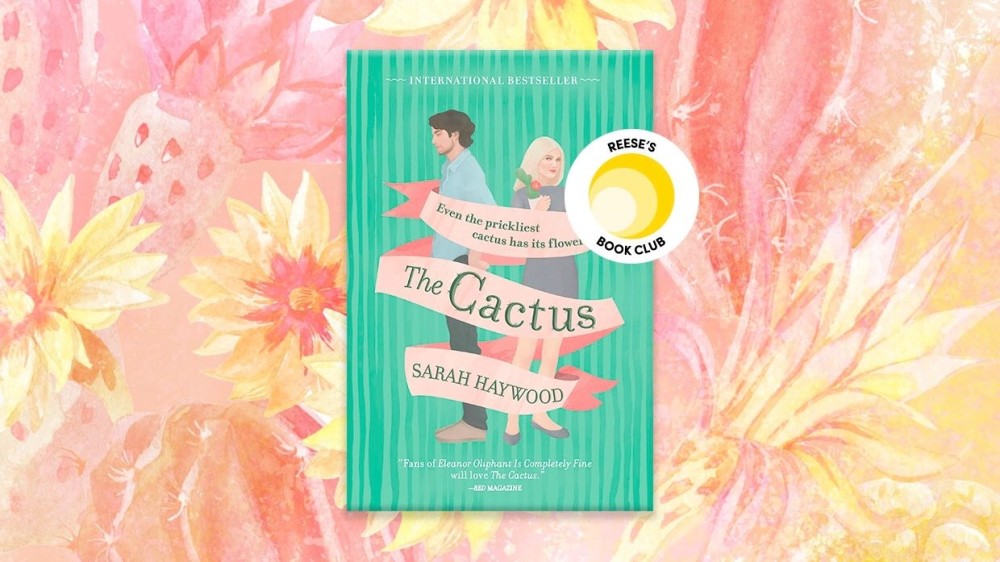 INTERNATIONAL BESTSELLER
REESE'S
BOOK CLUB
Even the prickliest
cactus has its flower
The Cactus
SARAH HAYWOOD
"Fans of Eleanor Oliphant Is Completely Fine
will love The Cactus."
—RED MAGAZINE